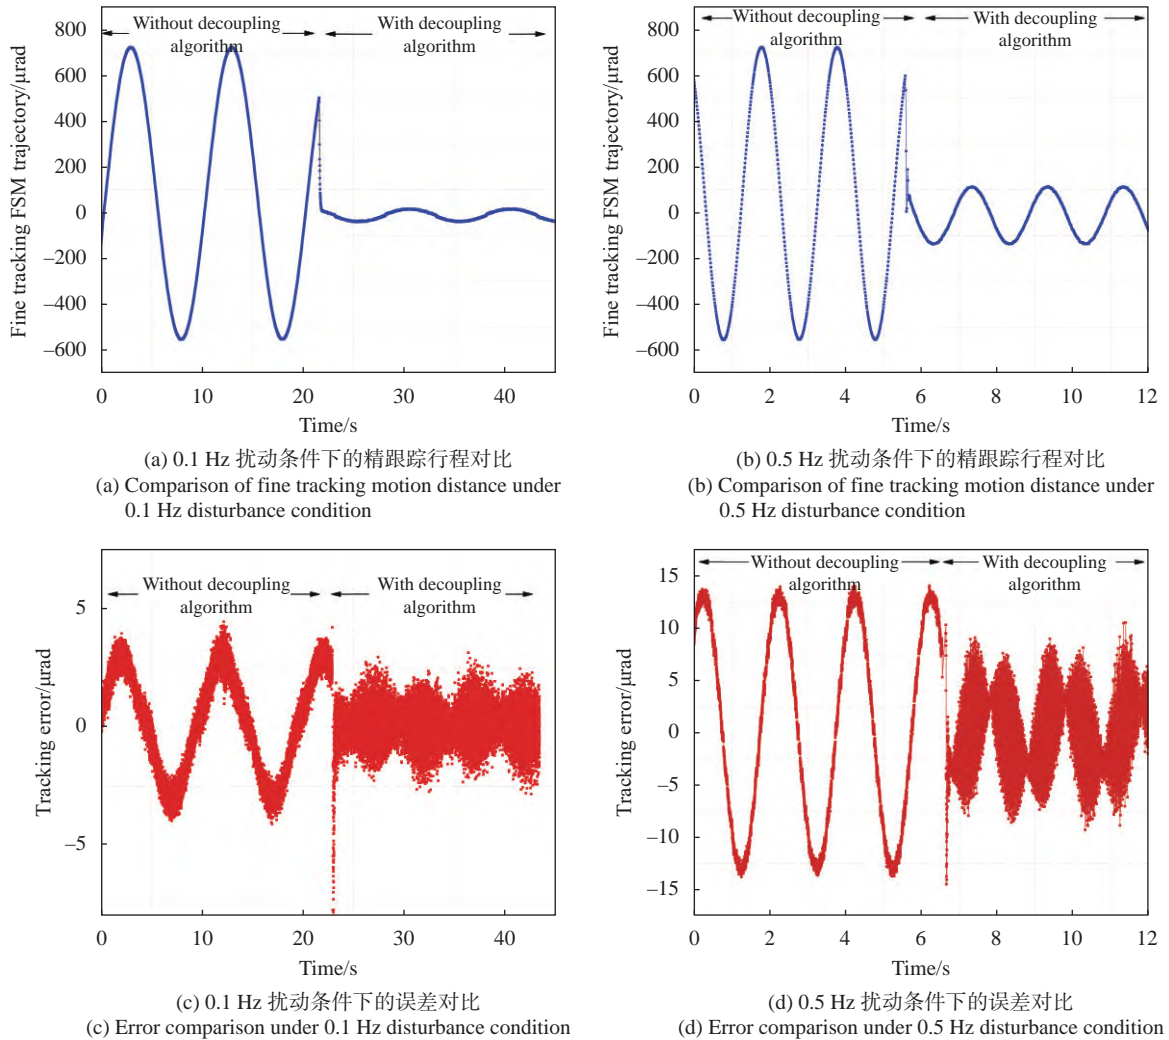 800
600
400
200
0
–200
–400
–600
Fine tracking FSM trajectory/μrad
Without decoupling
algorithm
With decoupling
algorithm
0
10
20
30
40
Time/s
(a) 0.1 Hz 扰动条件下的精跟踪行程对比
(a) Comparison of fine tracking motion distance under
0.1 Hz disturbance condition
800
600
400
200
0
–200
–400
–600
Fine tracking FSM trajectory/μrad
Without decoupling
algorithm
With decoupling
algorithm
0
2
4
6
8
10
12
Time/s
(b) 0.5 Hz 扰动条件下的精跟踪行程对比
(b) Comparison of fine tracking motion distance under
0.5 Hz disturbance condition
5
0
–5
Tracking error/μrad
Without decoupling
algorithm
With decoupling
algorithm
0
10
20
30
40
Time/s
(c) 0.1 Hz 扰动条件下的误差对比
(c) Error comparison under 0.1 Hz disturbance condition
15
10
5
0
–5
–10
–15
Tracking error/μrad
Without decoupling
algorithm
With decoupling
algorithm
0
2
4
6
8
10
12
Time/s
(d) 0.5 Hz 扰动条件下的误差对比
(d) Error comparison under 0.5 Hz disturbance condition